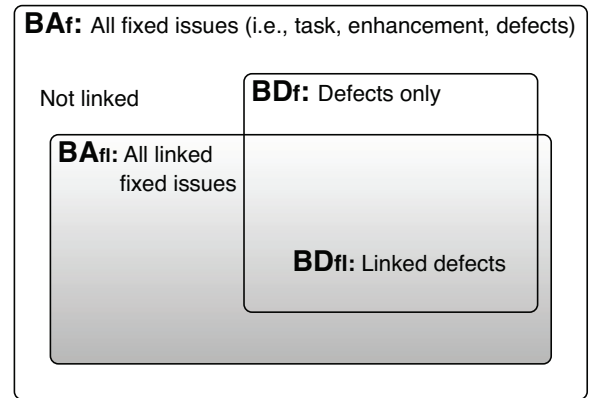 BAf: All fixed issues (i.e., task, enhancement, defects)
Not linked
BDf: Defects only
BAfl: All linked
fixed issues
BDfl: Linked defects